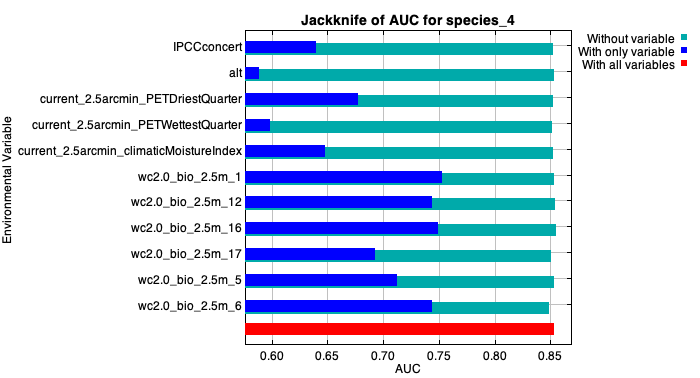 Jackknife of AUC for species_4
Without variable
With only variable
With all variables
Environmental Variable
IPCCconcert
alt
current_2.5arcmin_PETDriestQuarter
current_2.5arcmin_PETWettestQuarter
current_2.5arcmin_climaticMoistureIndex
wc2.0_bio_2.5m_1
wc2.0_bio_2.5m_12
wc2.0_bio_2.5m_16
wc2.0_bio_2.5m_17
wc2.0_bio_2.5m_5
wc2.0_bio_2.5m_6
0.60 0.65 0.70 0.75 0.80 0.85
AUC